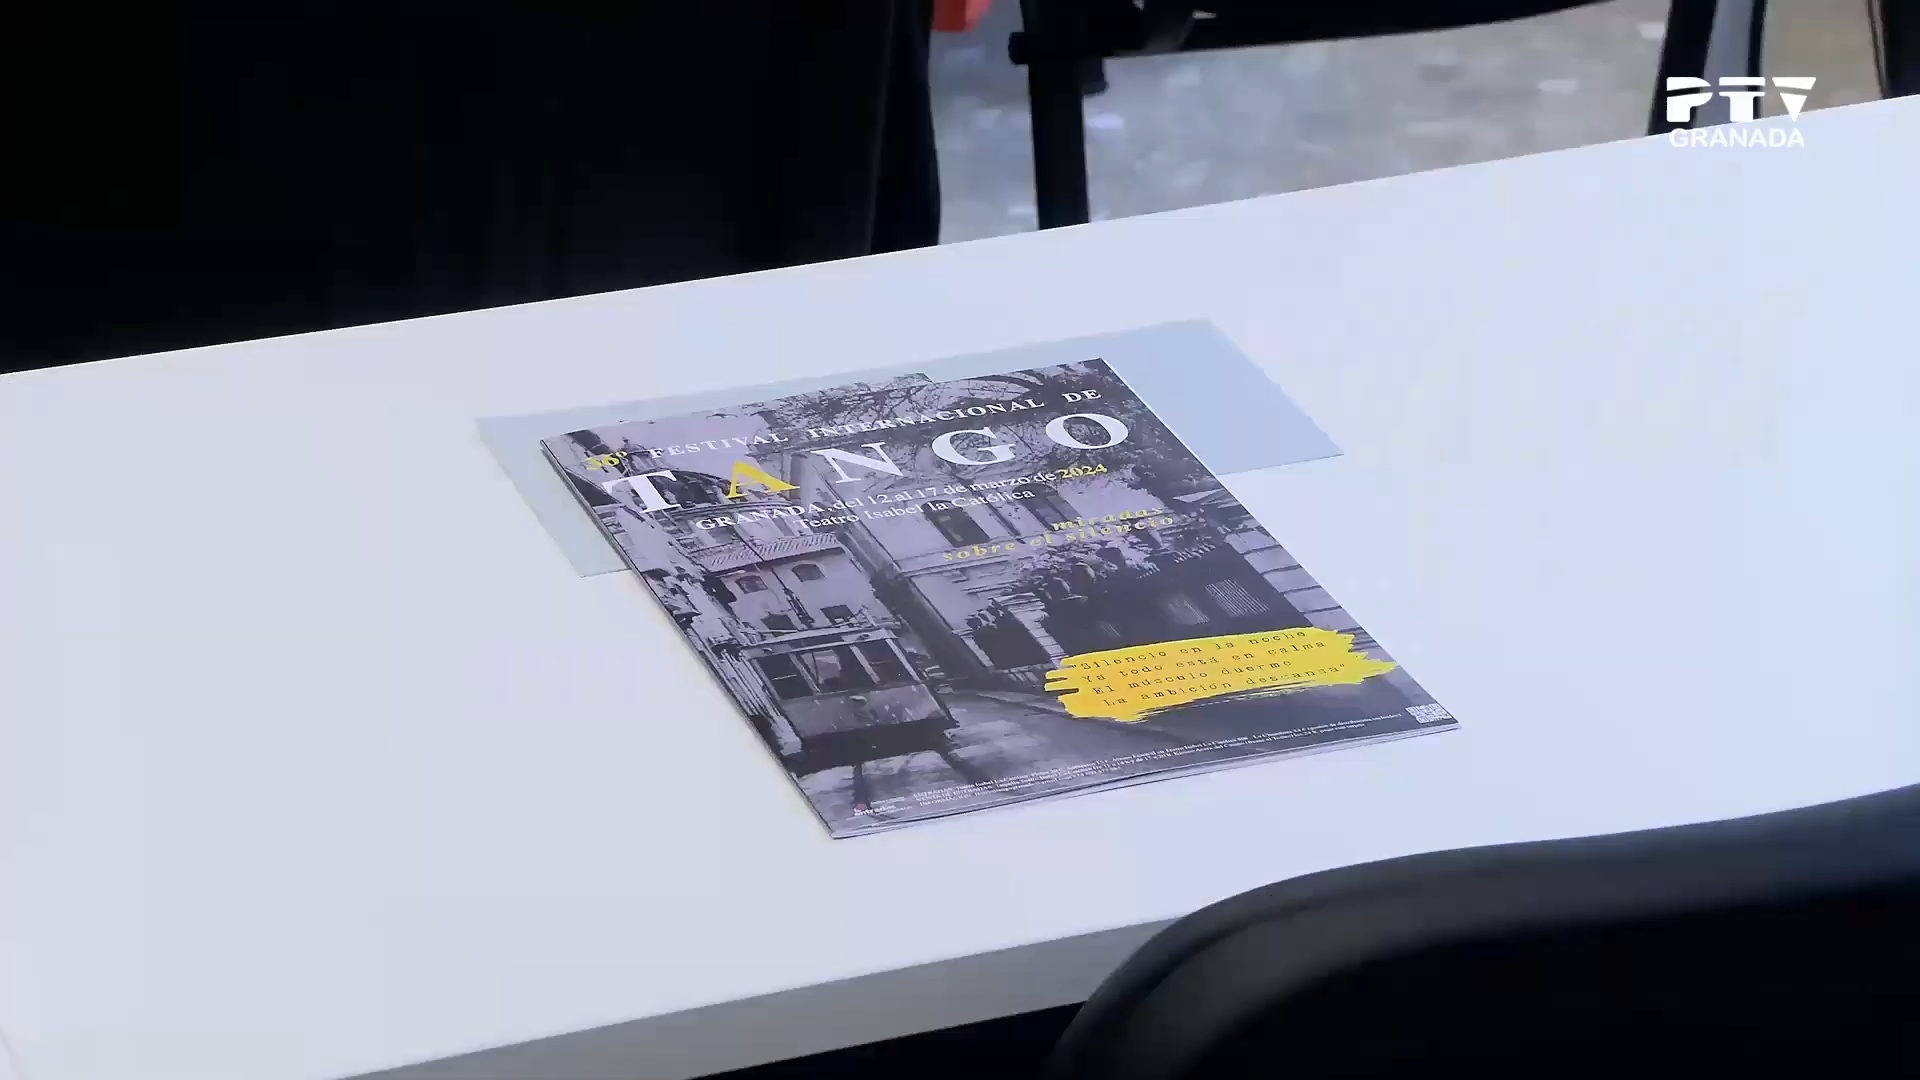 PTV
GRANADA
36º FESTIVAL INTERNACIONAL DE
TANGO
GRANADA, del 12 al 17 de marzo de 2024
Teatro Isabel la Católica
miradas
sobre el silencio
"Silencio en la noche
Ya todo está en calma
El músculo duerme
La ambición descansa"